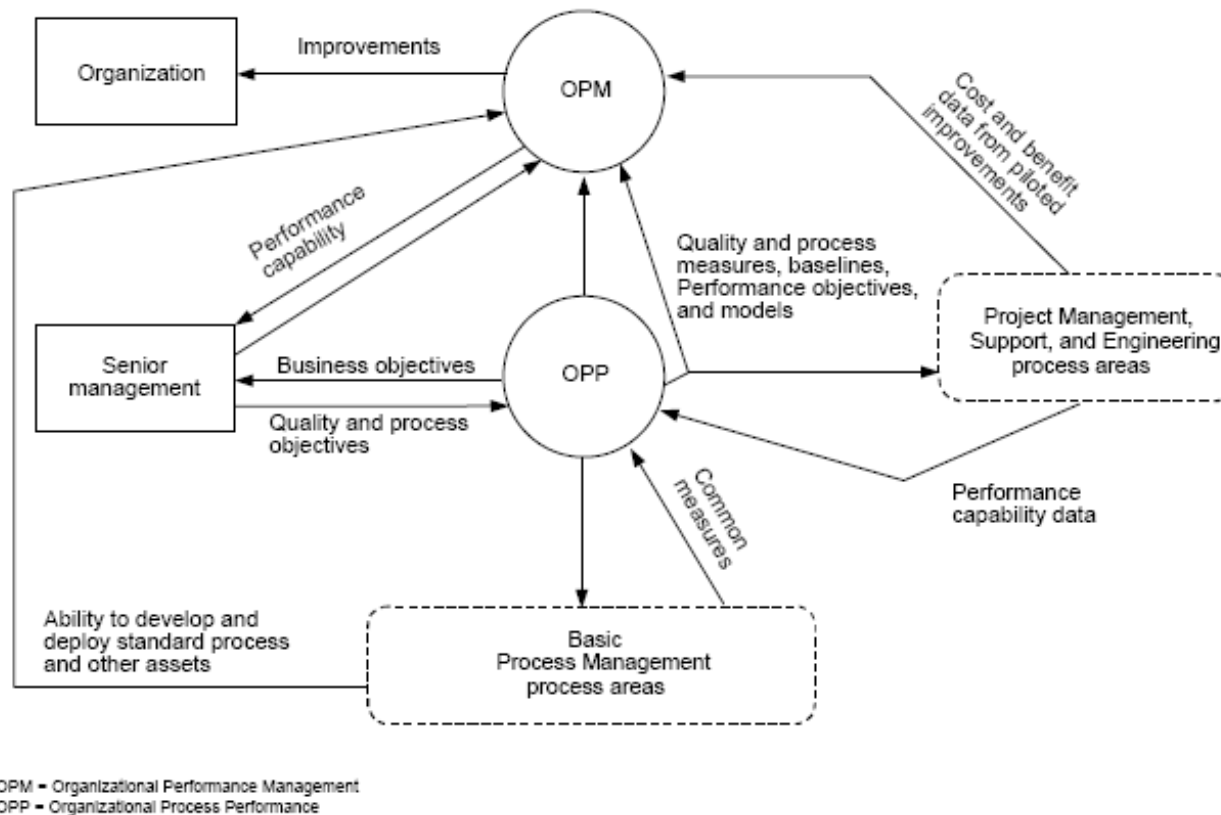 Improvements
Organization
OPM
Cost and benefit
data from piloted
improvements
Performance
capability
Quality and process
measures, baselines,
Performance objectives,
and models
Project Management,
Support, and Engineering
process areas
Senior
management
Business objectives
OPP
Quality and process
objectives
Common
measures
Performance
capability data
Ability to develop and
deploy standard process
and other assets
Basic
Process Management
process areas
OPM = Organizational Performance Management
OPP = Organizational Process Performance